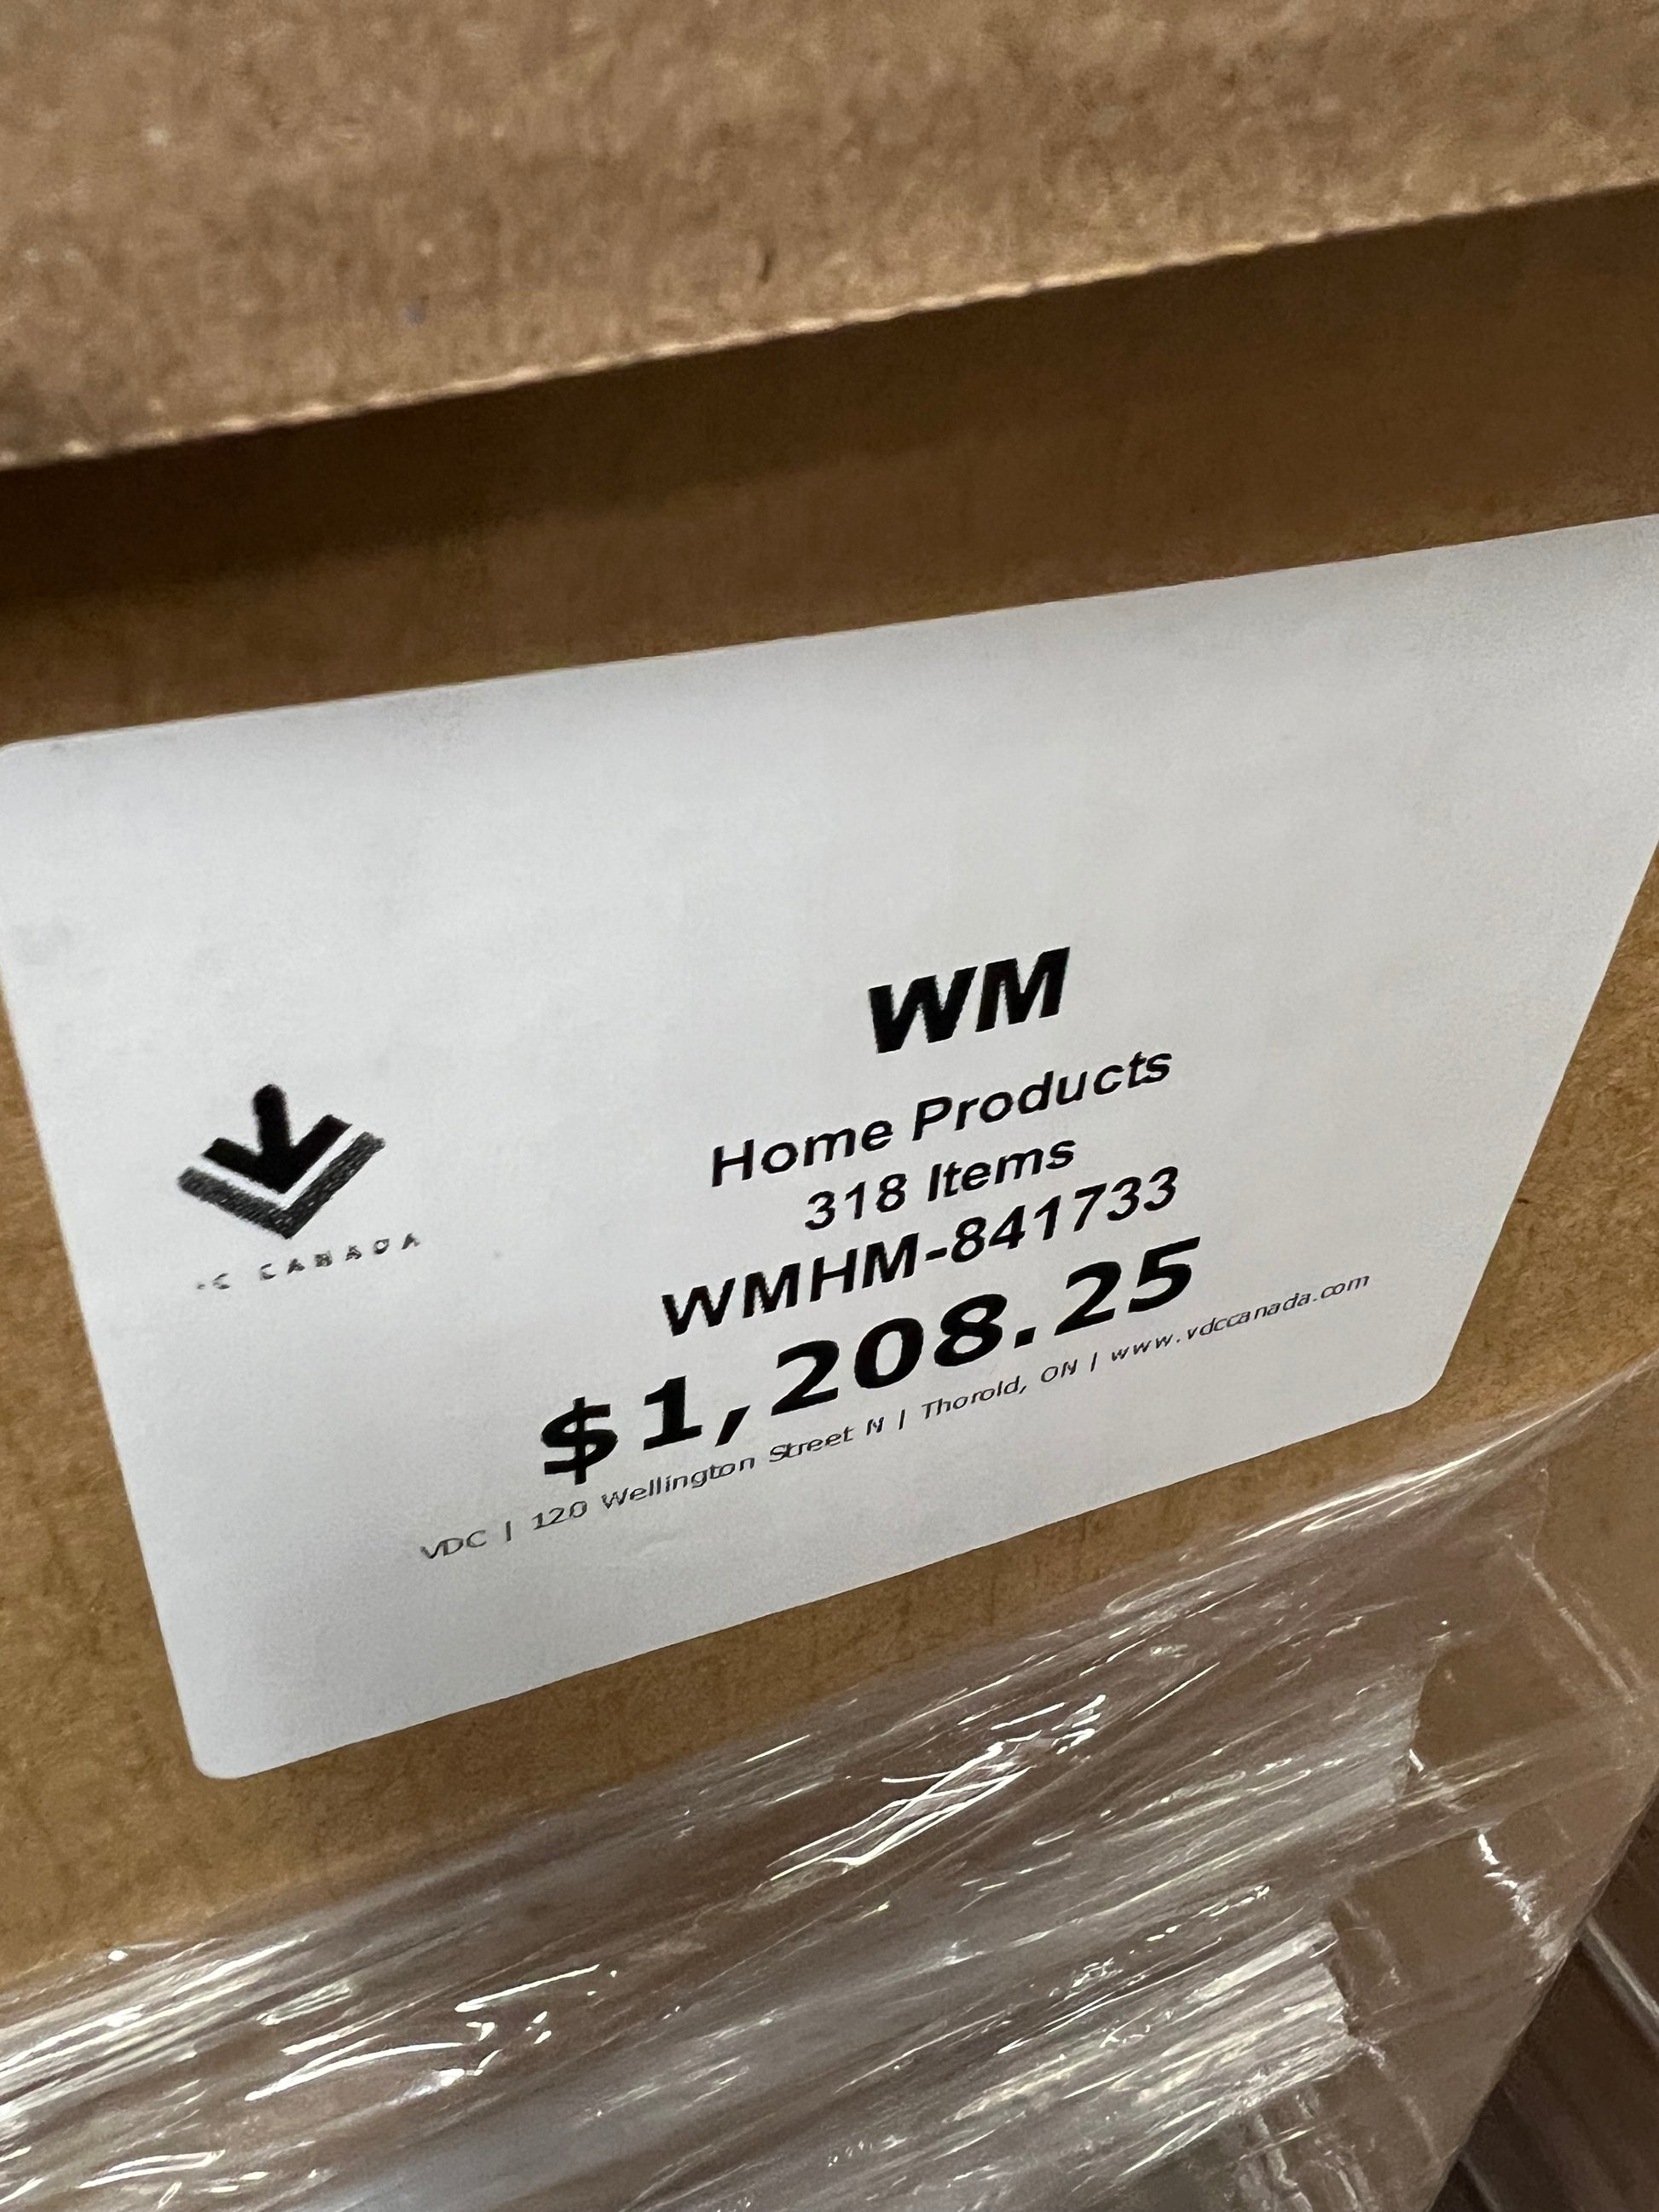 WM
Home Products
318 Items
WMHM-841733
$1,208.25
VDC | 120 Wellington Street N | Thorold, ON | www.vdccanada.com
C CANADA